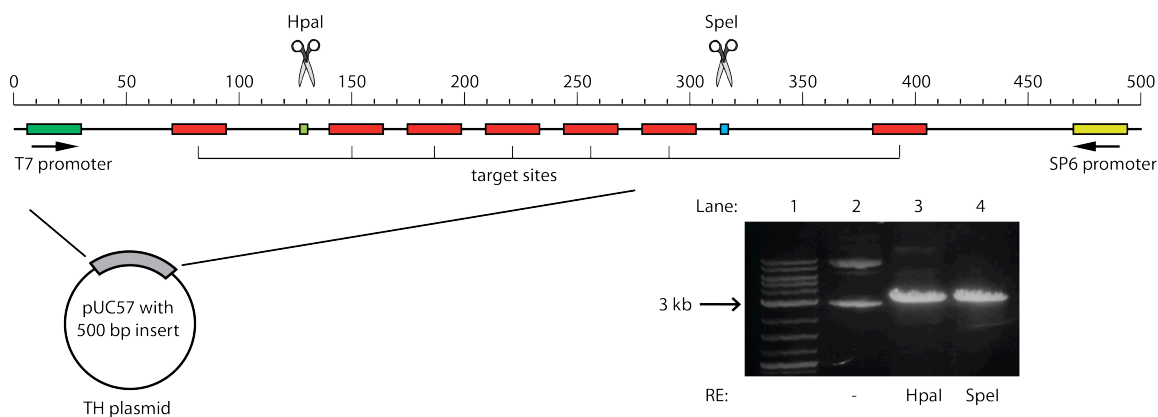 HpaI SpeI
0 50 100 150 200 250 300 350 400 450 500
T7 promoter SP6 promoter
target sites
Lane: 1 2 3 4
3 kb
pUC57 with
500 bp insert
RE: - HpaI SpeI
TH plasmid